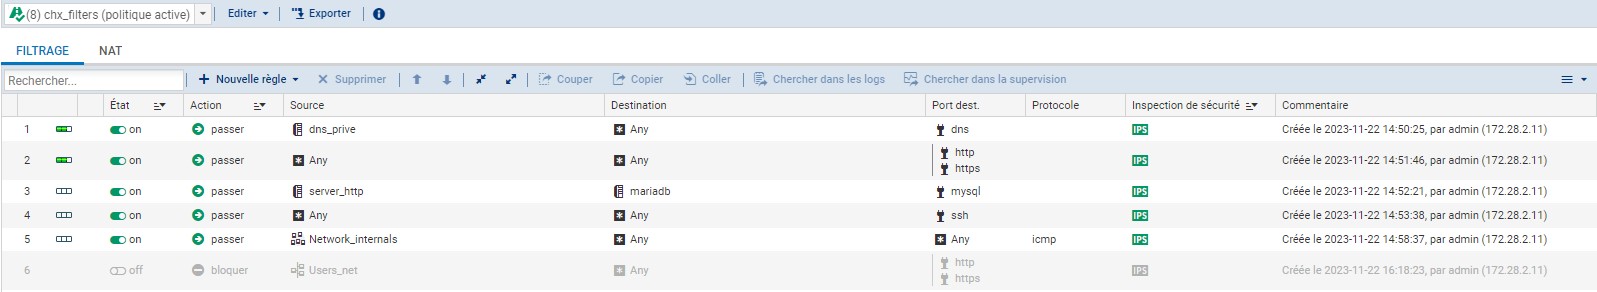 (8) chx_filters (politique active) Editer Exporter
FILTRAGE NAT
Rechercher... Nouvelle règle Supprimer Couper Copier Coller Chercher dans les logs Chercher dans la supervision
État Action Source Destination Port dest. Protocole Inspection de sécurité Commentaire
1 on passer dns_prive Any dns IPS Créée le 2023-11-22 14:50:25, par admin (172.28.2.11)
2 on passer Any Any http IPS Créée le 2023-11-22 14:51:46, par admin (172.28.2.11)
https
3 on passer server_http mariadb mysql IPS Créée le 2023-11-22 14:52:21, par admin (172.28.2.11)
4 on passer Any Any ssh IPS Créée le 2023-11-22 14:53:38, par admin (172.28.2.11)
5 on passer Network_internals Any Any icmp IPS Créée le 2023-11-22 14:58:37, par admin (172.28.2.11)
6 off bloquer Users_net Any http IPS Créée le 2023-11-22 16:18:23, par admin (172.28.2.11)
https